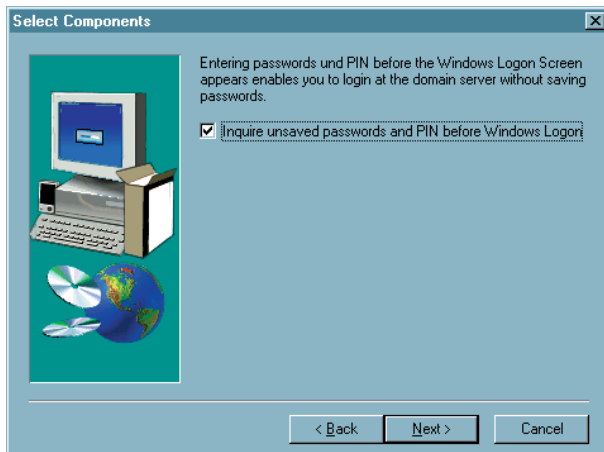 Select Components
Entering passwords und PIN before the Windows Logon Screen
appears enables you to login at the domain server without saving
passwords.
Inquire unsaved passwords and PIN before Windows Logon
< Back
Next >
Cancel